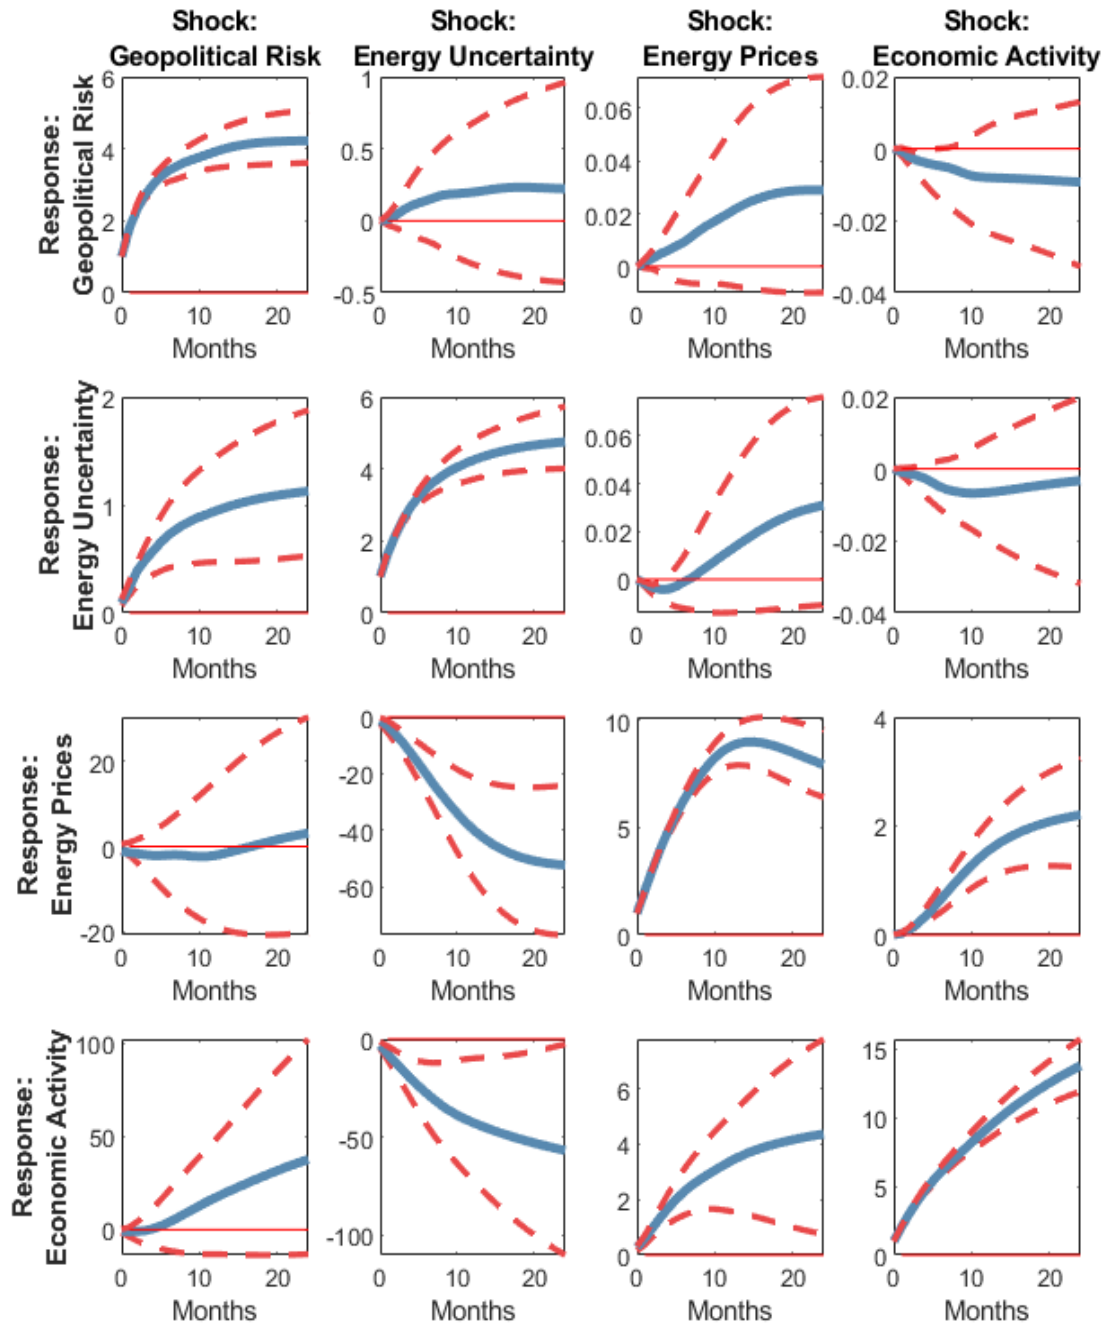 Shock: Shock: Shock: Shock:
Geopolitical Risk Energy Uncertainty Energy Prices Economic Activity
Response:
Geopolitical Risk
6
4
2
0
0 10 20
Months
1
0.5
0
-0.5
0 10 20
Months
0.06
0.04
0.02
0
0 10 20
Months
0.02
0
-0.02
-0.04
0 10 20
Months
Response:
Energy Uncertainty
2
1
0
0 10 20
Months
6
4
2
0
0 10 20
Months
0.06
0.04
0.02
0
0 10 20
Months
0.02
0
-0.02
-0.04
0 10 20
Months
Response:
Energy Prices
20
0
-20
0 10 20
Months
0
-20
-40
-60
0 10 20
Months
10
5
0
0 10 20
Months
4
2
0
0 10 20
Months
Response:
Economic Activity
100
50
0
0 10 20
Months
0
-50
-100
0 10 20
Months
6
4
2
0
0 10 20
Months
15
10
5
0
0 10 20
Months